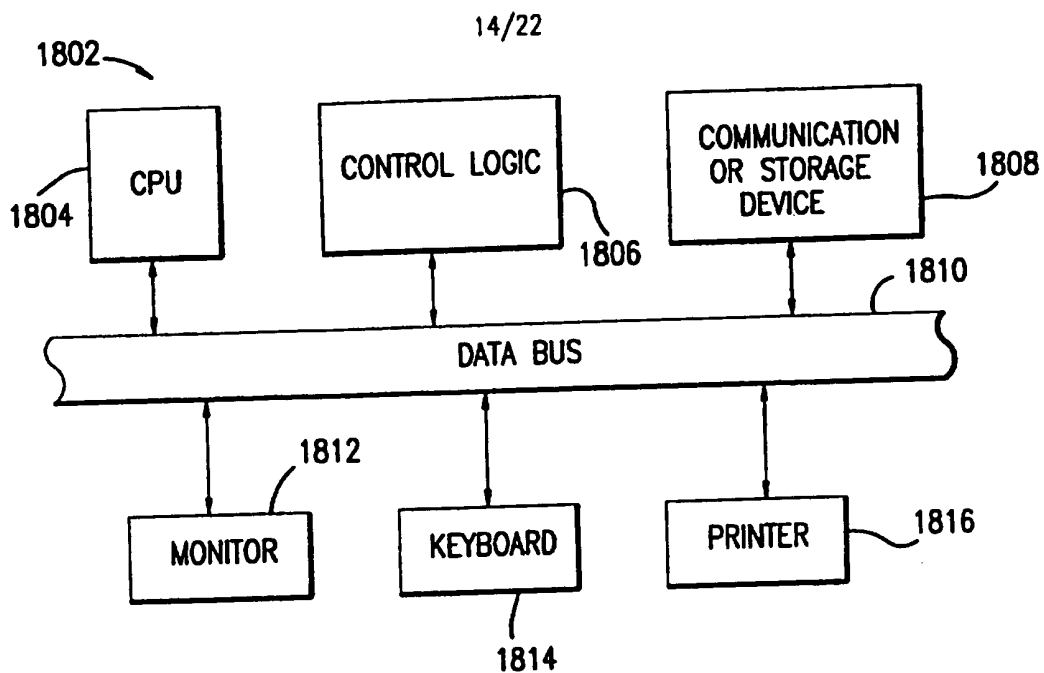 14/22
1802
CPU
1804
CONTROL LOGIC
1806
COMMUNICATION
OR STORAGE
DEVICE
1808
1810
DATA BUS
1812
MONITOR
KEYBOARD
1814
PRINTER
1816